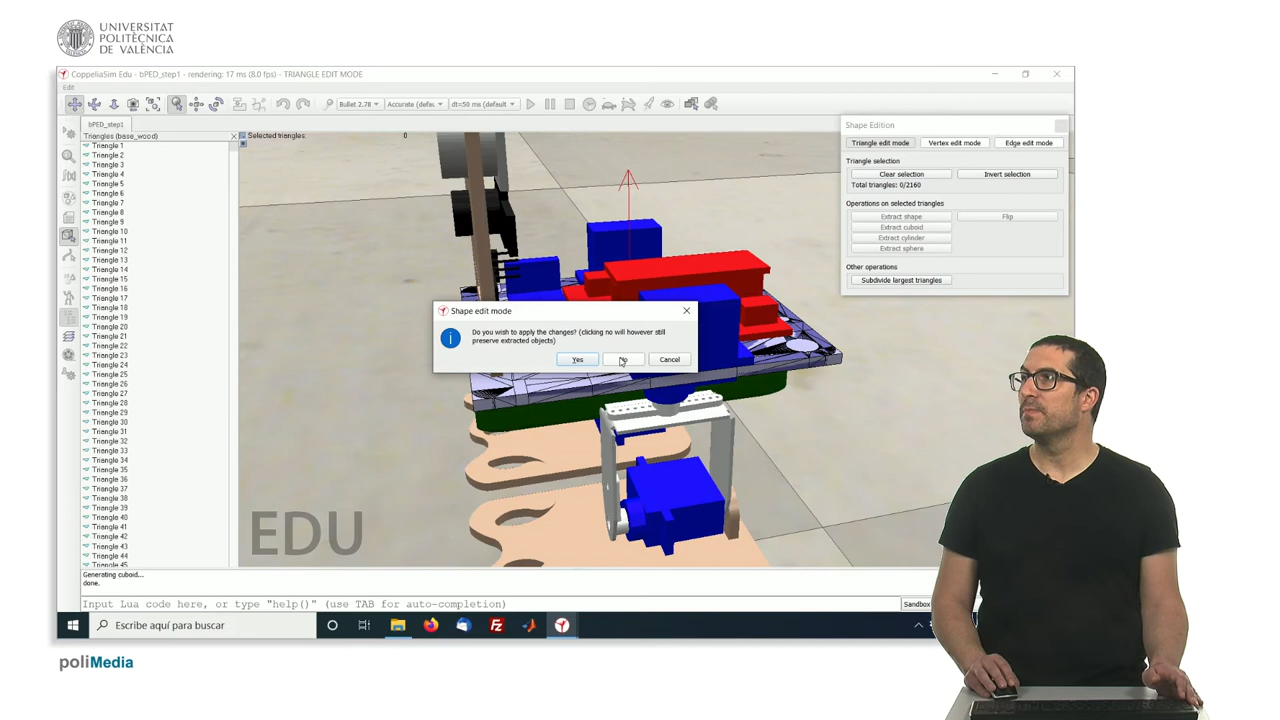 UNIVERSITAT
POLITÈCNICA
DE VALÈNCIA
CoppeliaSim Edu - bPED_step1 - rendering: 17 ms (8.0 fps) - TRIANGLE EDIT MODE
Edit
Bullet 2.78
Accurate (defau
dt=50 ms (default
bPED_step1
Triangles (base_wood)
Selected triangles: 0
Triangle 1
Triangle 2
Triangle 3
Triangle 4
Triangle 5
Triangle 6
Triangle 7
Triangle 8
Triangle 9
Triangle 10
Triangle 11
Triangle 12
Triangle 13
Triangle 14
Triangle 15
Triangle 16
Triangle 17
Triangle 18
Triangle 19
Triangle 20
Triangle 21
Triangle 22
Triangle 23
Triangle 24
Triangle 25
Triangle 26
Triangle 27
Triangle 28
Triangle 29
Triangle 30
Triangle 31
Triangle 32
Triangle 33
Triangle 34
Triangle 35
Triangle 36
Triangle 37
Triangle 38
Triangle 39
Triangle 40
Triangle 41
Triangle 42
Triangle 43
Triangle 44
Triangle 45
Shape Edition
Triangle edit mode
Vertex edit mode
Edge edit mode
Triangle selection
Clear selection
Invert selection
Total triangles: 0/2160
Operations on selected triangles
Extract shape
Flip
Extract cuboid
Extract cylinder
Extract sphere
Other operations
Subdivide largest triangles
Shape edit mode
Do you wish to apply the changes? (clicking no will however still
preserve extracted objects)
Yes
Cancel
EDU
Generating cuboid...
done.
Input Lua code here, or type "help()" (use TAB for auto-completion)
Sandbox
Escribe aquí para buscar
poliMedia